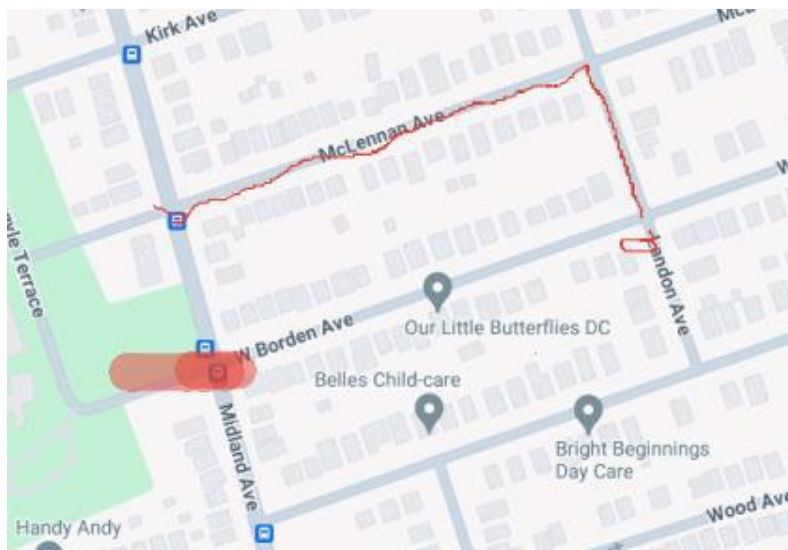 Kirk Ave
McLennan Ave
Terrace
Landon Ave
W Borden Ave
Our Little Butterflies DC
Belles Child-care
Midland Ave
Bright Beginnings
Day Care
Wood Ave
Handy Andy